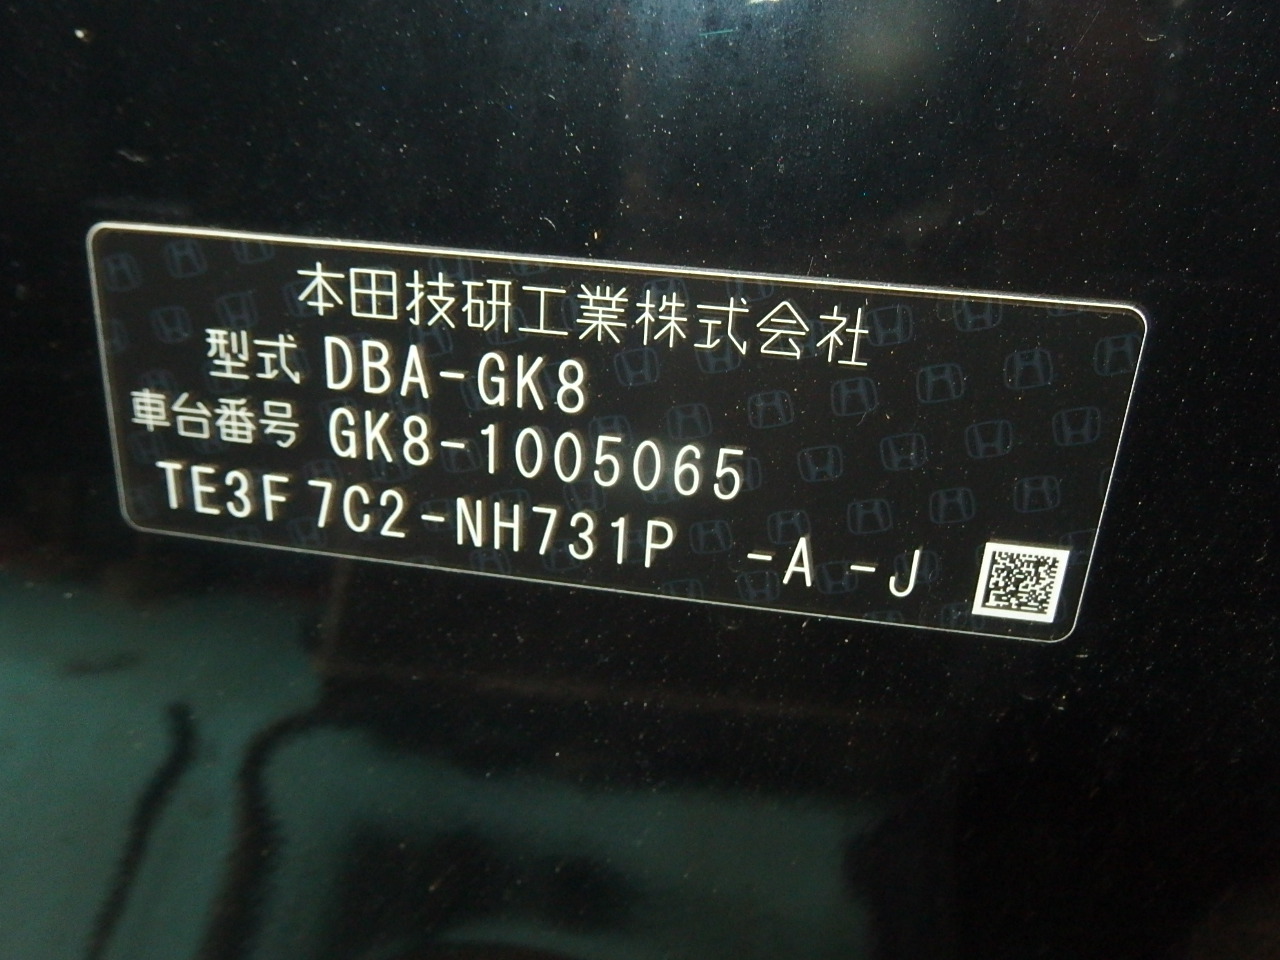 本田技研工業株式会社
型式 DBA-GK8
車台番号 GK8-1005065
TE3F 7C2-NH731P -A -J